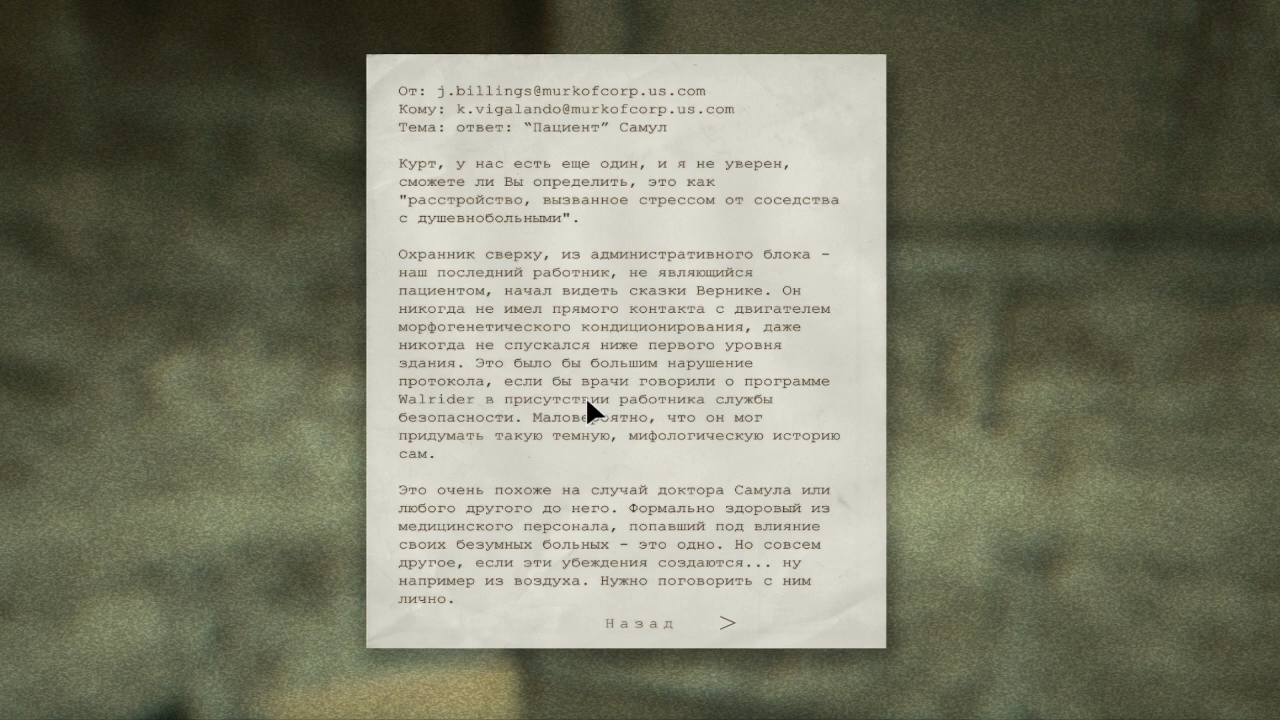 От: j.billings@murkofcorp.us.com
Кому: k.vigalando@murkofcorp.us.com
Тема: ответ: “Пациент” Самул
Курт, у нас есть еще один, и я не уверен,
сможете ли Вы определить, это как
"расстройство, вызванное стрессом от соседства
с душевнобольными".
Охранник сверху, из административного блока –
наш последний работник, не являющийся
пациентом, начал видеть сказки Вернике. Он
никогда не имел прямого контакта с двигателем
морфогенетического кондиционирования, даже
никогда не спускался ниже первого уровня
здания. Это было бы большим нарушение
протокола, если бы врачи говорили о программе
Walrider в присутствии работника службы
безопасности. Маловероятно, что он мог
придумать такую темную, мифологическую историю
сам.
Это очень похоже на случай доктора Самула или
любого другого до него. Формально здоровый из
медицинского персонала, попавший под влияние
своих безумных больных – это одно. Но совсем
другое, если эти убеждения создаются... ну
например из воздуха. Нужно поговорить с ним
лично.
Назад >